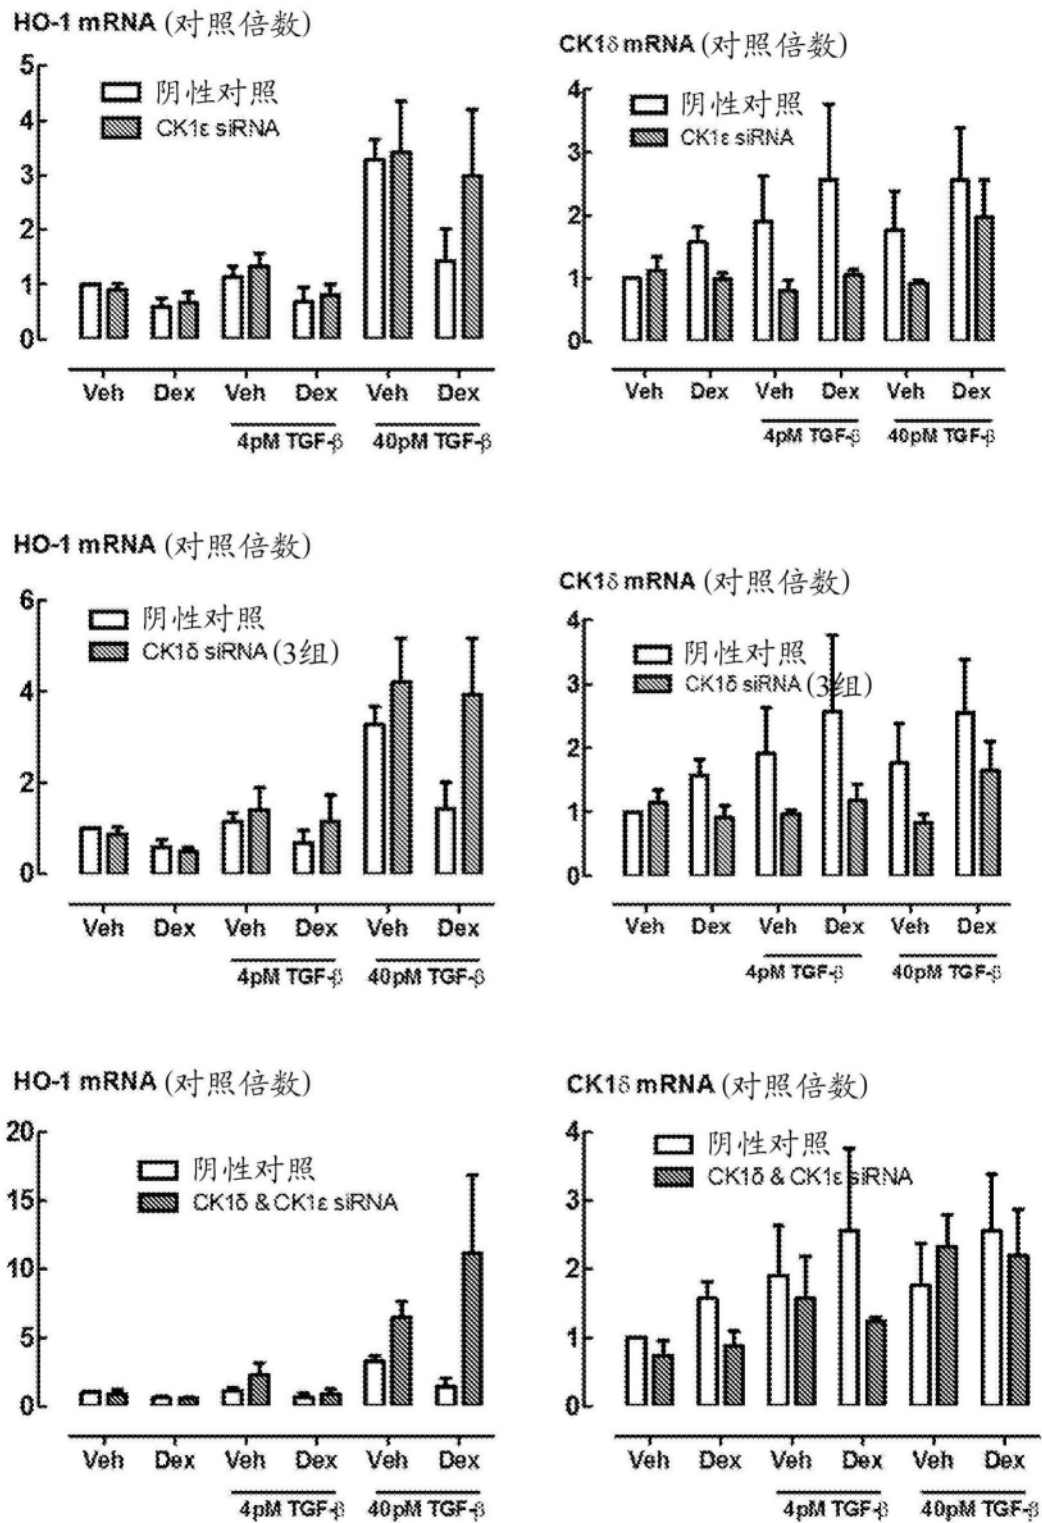 HO-1 mRNA (对照倍数)
5
4
3
2
1
0
阴性对照
CK1ε siRNA
Veh Dex Veh Dex Veh Dex
4pM TGF-β 40pM TGF-β
CK1δ mRNA (对照倍数)
4
3
2
1
0
阴性对照
CK1ε siRNA
Veh Dex Veh Dex Veh Dex
4pM TGF-β 40pM TGF-β
HO-1 mRNA (对照倍数)
6
4
2
0
阴性对照
CK1δ siRNA (3组)
Veh Dex Veh Dex Veh Dex
4pM TGF-β 40pM TGF-β
CK1δ mRNA (对照倍数)
4
3
2
1
0
阴性对照
CK1δ siRNA (3组)
Veh Dex Veh Dex Veh Dex
4pM TGF-β 40pM TGF-β
HO-1 mRNA (对照倍数)
20
15
10
5
0
阴性对照
CK1δ & CK1ε siRNA
Veh Dex Veh Dex Veh Dex
4pM TGF-β 40pM TGF-β
CK1δ mRNA (对照倍数)
4
3
2
1
0
阴性对照
CK1δ & CK1ε siRNA
Veh Dex Veh Dex Veh Dex
4pM TGF-β 40pM TGF-β